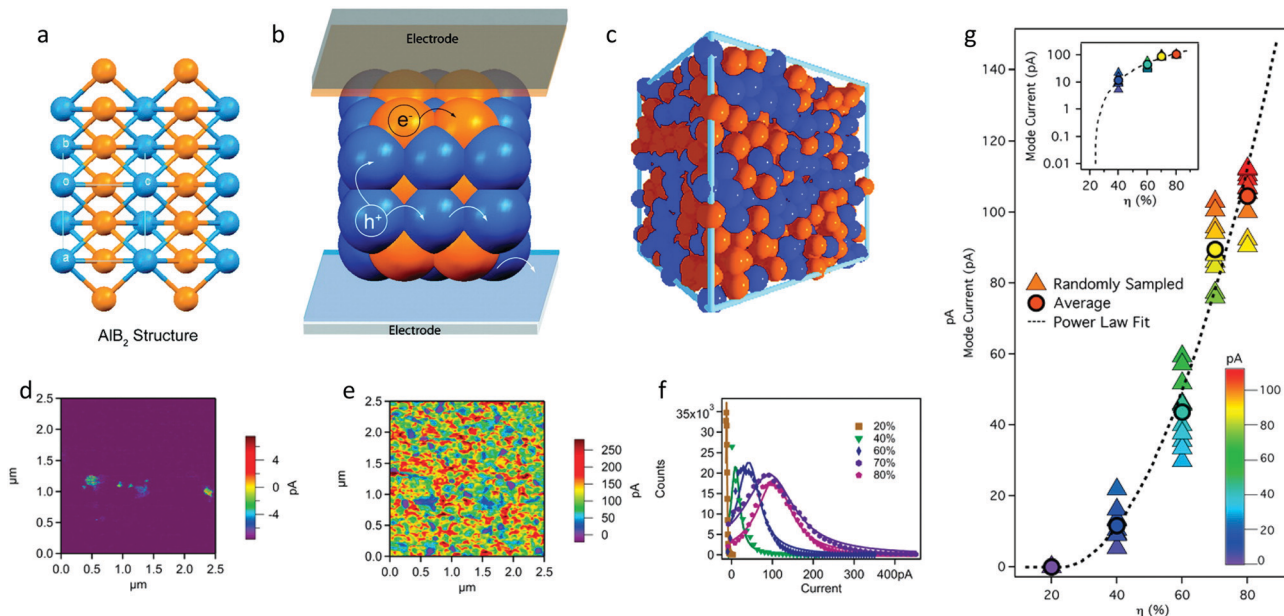 a
b
o
c
a
AlB₂ Structure
b
Electrode
e⁻
h⁺
Electrode
c
d
2.5
2.0
1.5
1.0
0.5
0.0
µm
0.0 0.5 1.0 1.5 2.0 2.5
µm
4
0
-4
pA
e
2.5
2.0
1.5
1.0
0.5
0.0
µm
0.0 0.5 1.0 1.5 2.0 2.5
µm
250
200
150
100
50
0
pA
f
35x10³
30
25
20
15
10
5
0
Counts
0 100 200 300 400pA
Current
20%
40%
60%
70%
80%
g
140
120
100
80
60
40
20
0
pA
Mode Current (pA)
20 40 60 80
η (%)
100
10
1
0.1
0.01
Mode Current (pA)
20 40 60 80
η (%)
Randomly Sampled
Average
Power Law Fit
pA
100
80
60
40
20
0